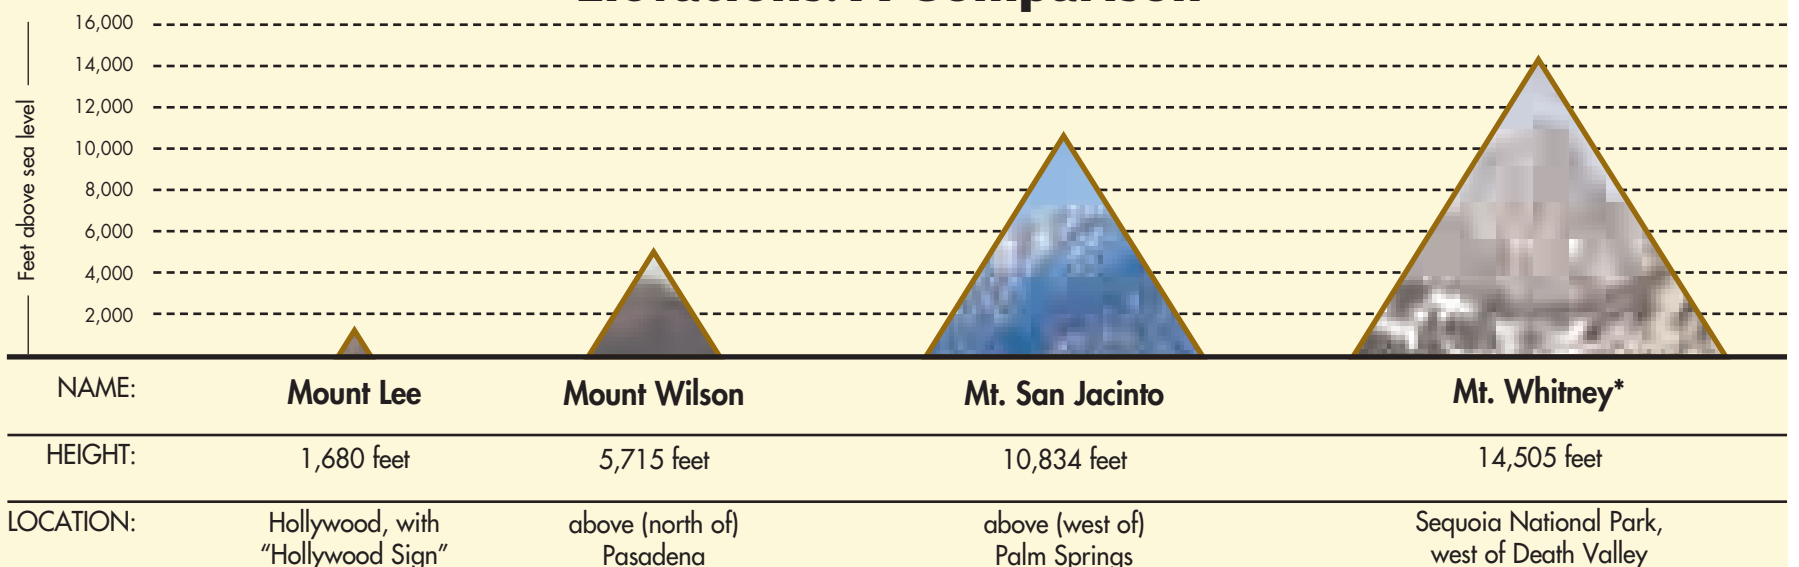 Elevations: A Comparison
16,000
14,000
12,000
10,000
8,000
6,000
4,000
2,000
Feet above sea level
NAME: Mount Lee Mount Wilson Mt. San Jacinto Mt. Whitney*
HEIGHT: 1,680 feet 5,715 feet 10,834 feet 14,505 feet
LOCATION: Hollywood, with above (north of) above (west of) Sequoia National Park,
“Hollywood Sign” Pasadena Palm Springs west of Death Valley